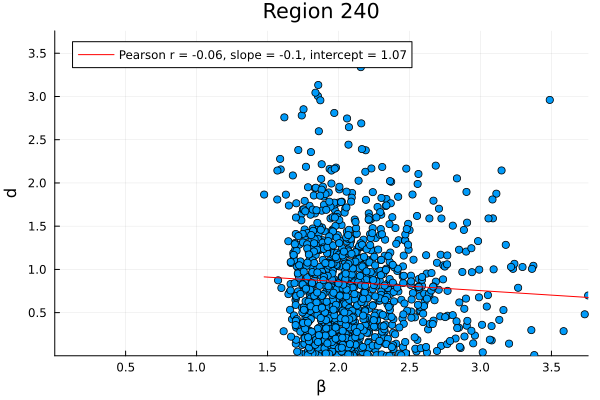 Region 240
Pearson r = -0.06, slope = -0.1, intercept = 1.07
3.5
3.0
2.5
2.0
1.5
1.0
0.5
d
0.5 1.0 1.5 2.0 2.5 3.0 3.5
β